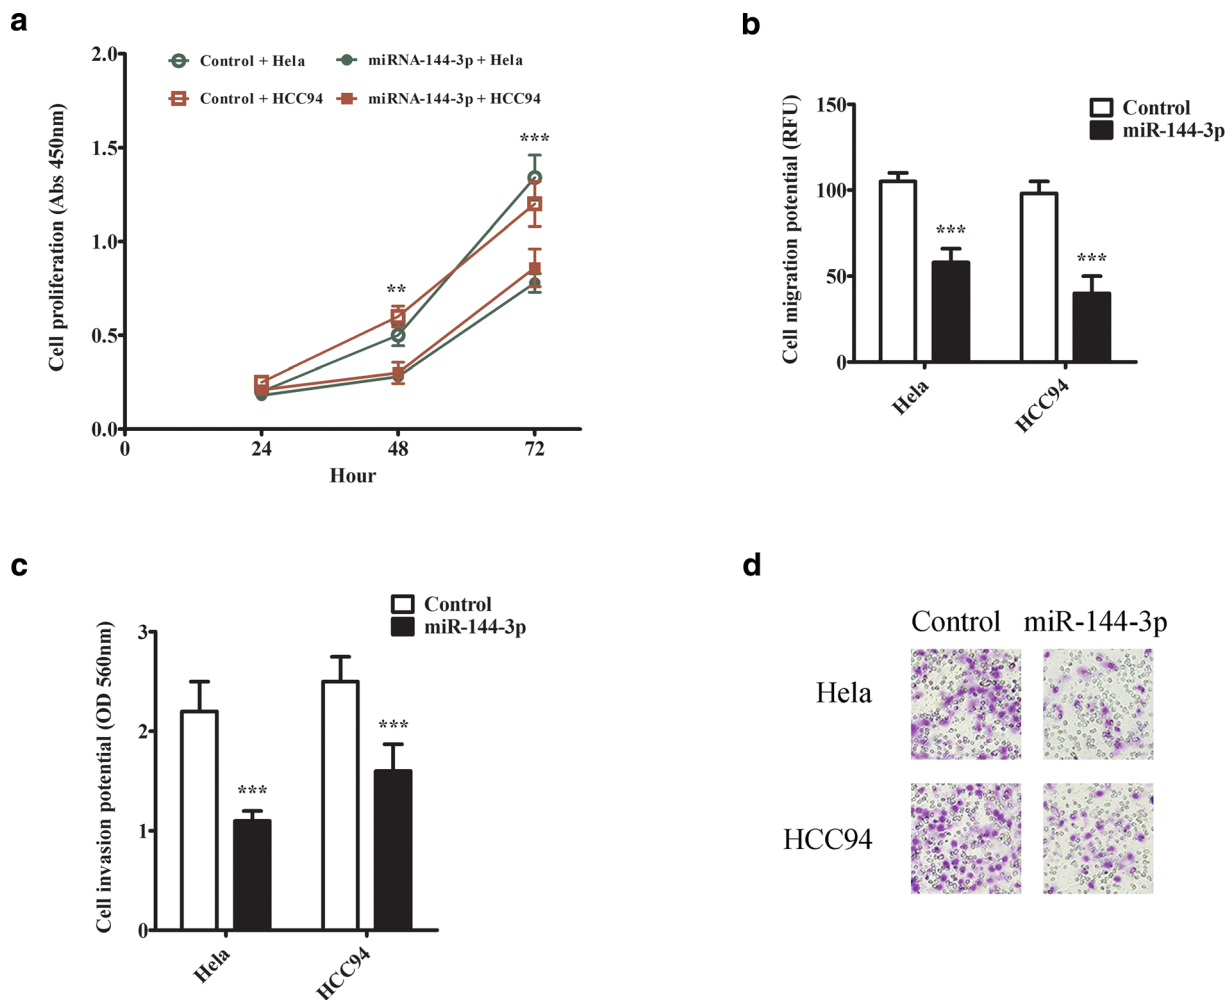 a
Cell proliferation (Abs 450nm)
2.0
1.5
1.0
0.5
0.0
0
24
48
72
Hour
Control + Hela
miRNA-144-3p + Hela
Control + HCC94
miRNA-144-3p + HCC94
**
***
b
Cell migration potential (RFU)
150
100
50
0
Control
miR-144-3p
***
***
Hela
HCC94
c
Cell invasion potential (OD 560nm)
3
2
1
0
Control
miR-144-3p
***
***
Hela
HCC94
d
Control miR-144-3p
Hela
HCC94